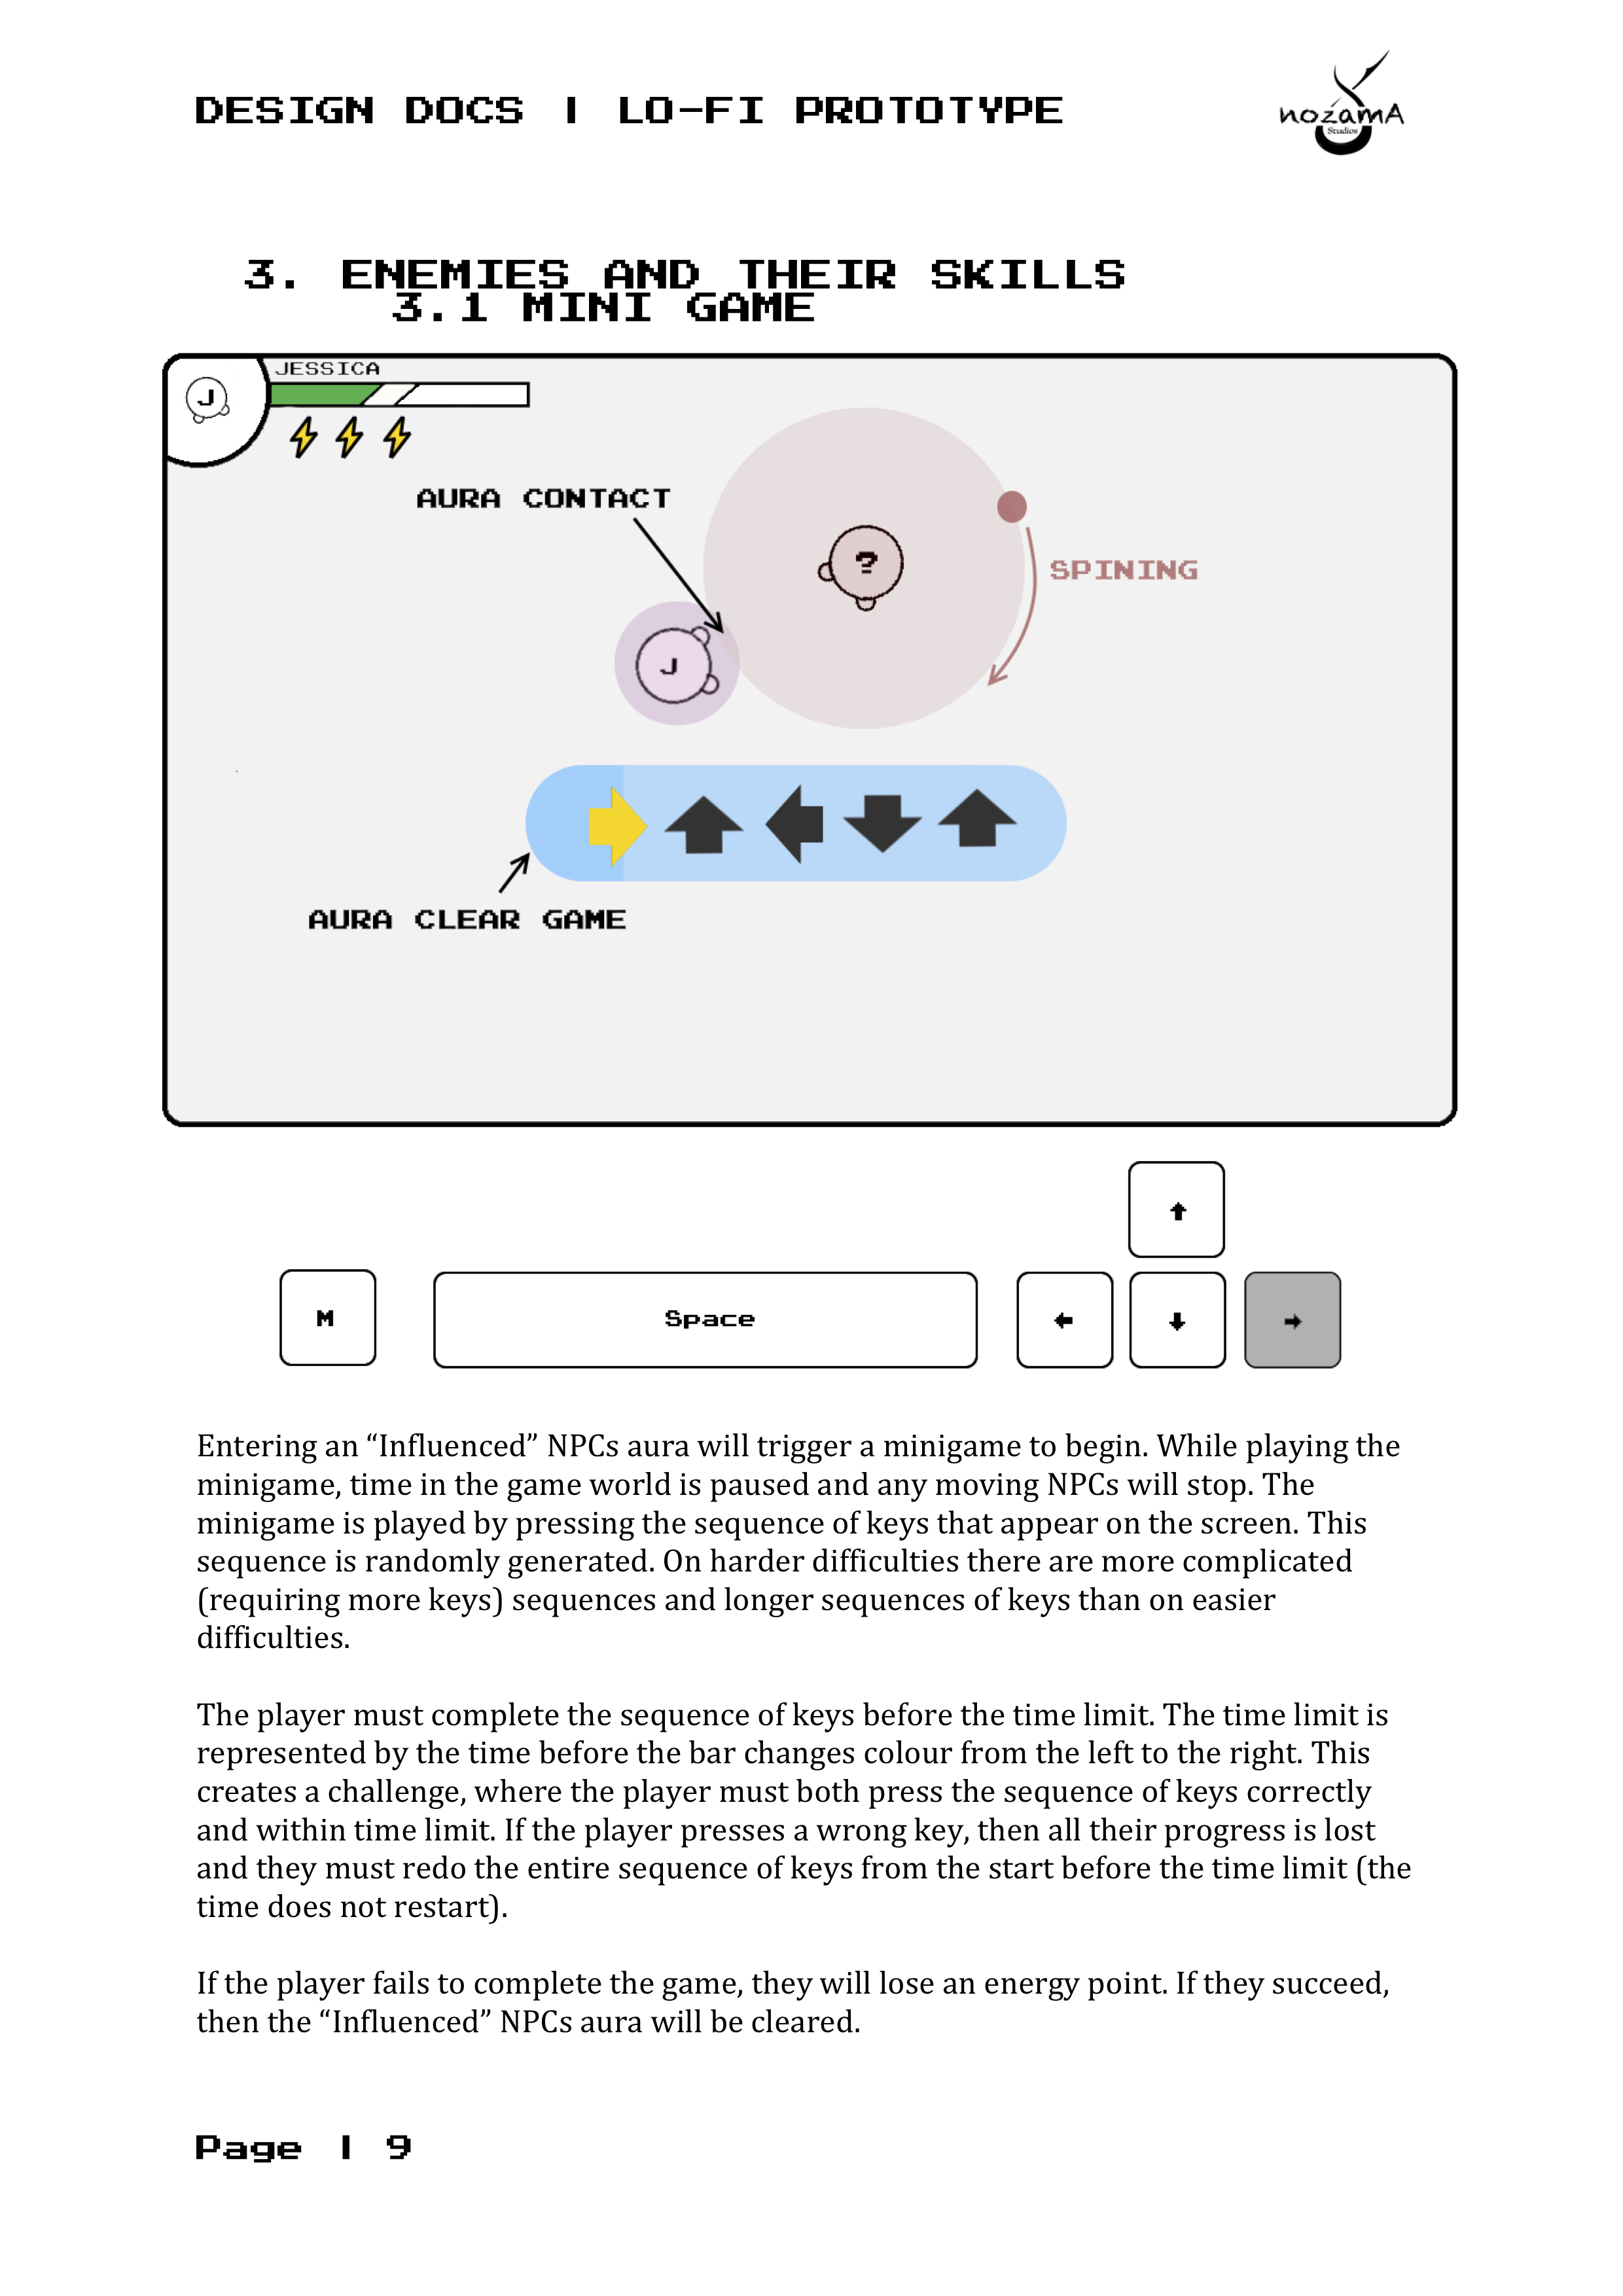 DESIGN DOCS | LO-FI PROTOTYPE
nozamA
Studios
3. ENEMIES AND THEIR SKILLS
3.1 MINI GAME
JESSICA
J
AURA CONTACT
?
SPINING
J
AURA CLEAR GAME
↑
M
Space
←
↓
→
Entering an “Influenced” NPCs aura will trigger a minigame to begin. While playing the
minigame, time in the game world is paused and any moving NPCs will stop. The
minigame is played by pressing the sequence of keys that appear on the screen. This
sequence is randomly generated. On harder difficulties there are more complicated
(requiring more keys) sequences and longer sequences of keys than on easier
difficulties.
The player must complete the sequence of keys before the time limit. The time limit is
represented by the time before the bar changes colour from the left to the right. This
creates a challenge, where the player must both press the sequence of keys correctly
and within time limit. If the player presses a wrong key, then all their progress is lost
and they must redo the entire sequence of keys from the start before the time limit (the
time does not restart).
If the player fails to complete the game, they will lose an energy point. If they succeed,
then the “Influenced” NPCs aura will be cleared.
Page | 9